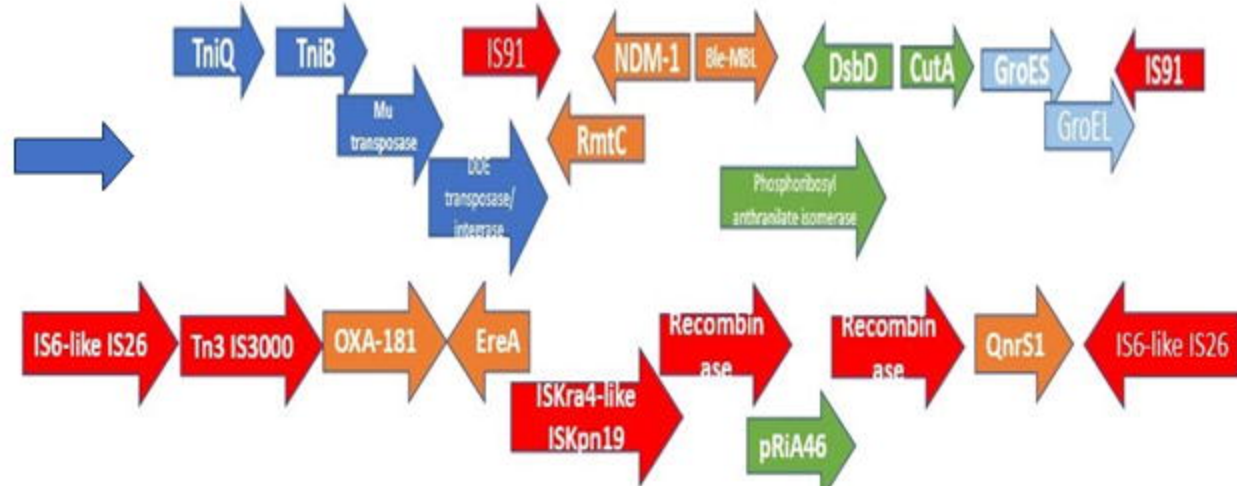 TniQ
TniB
IS91
NDM-1
Ble-MBL
DsbD
CutA
GroES
IS91
Mu
transposase
GroEL
RmtC
DDE
transposase/
integrase
Phosphoribosyl
anthranilate isomerase
IS6-like IS26
Tn3 IS3000
OXA-181
EreA
Recombin
ase
Recombin
ase
QnrS1
IS6-like IS26
ISKra4-like
ISKpn19
pRiA46